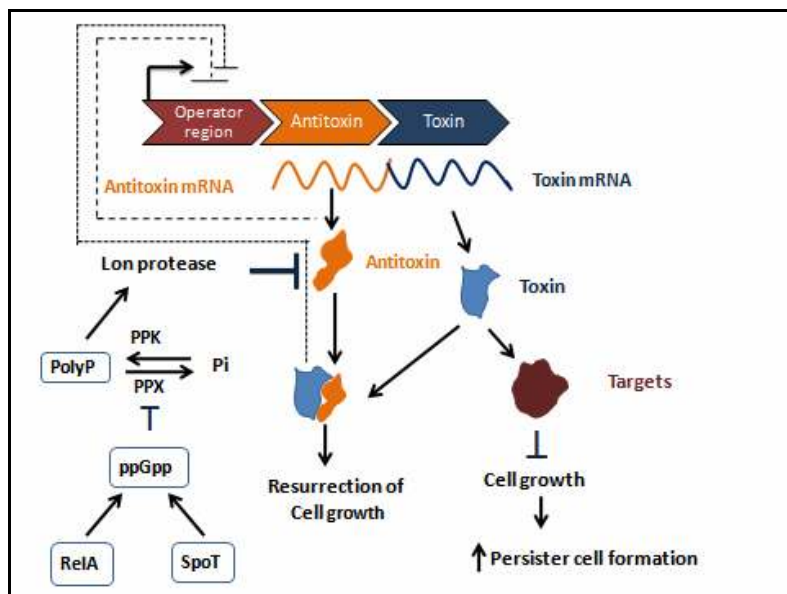 Operator
region
Antitoxin
Toxin
Antitoxin mRNA
Toxin mRNA
Lon protease
Antitoxin
Toxin
PPK
PolyP
Pi
PPX
Targets
ppGpp
Resurrection of
Cell growth
Cell growth
RelA
SpoT
Persister cell formation